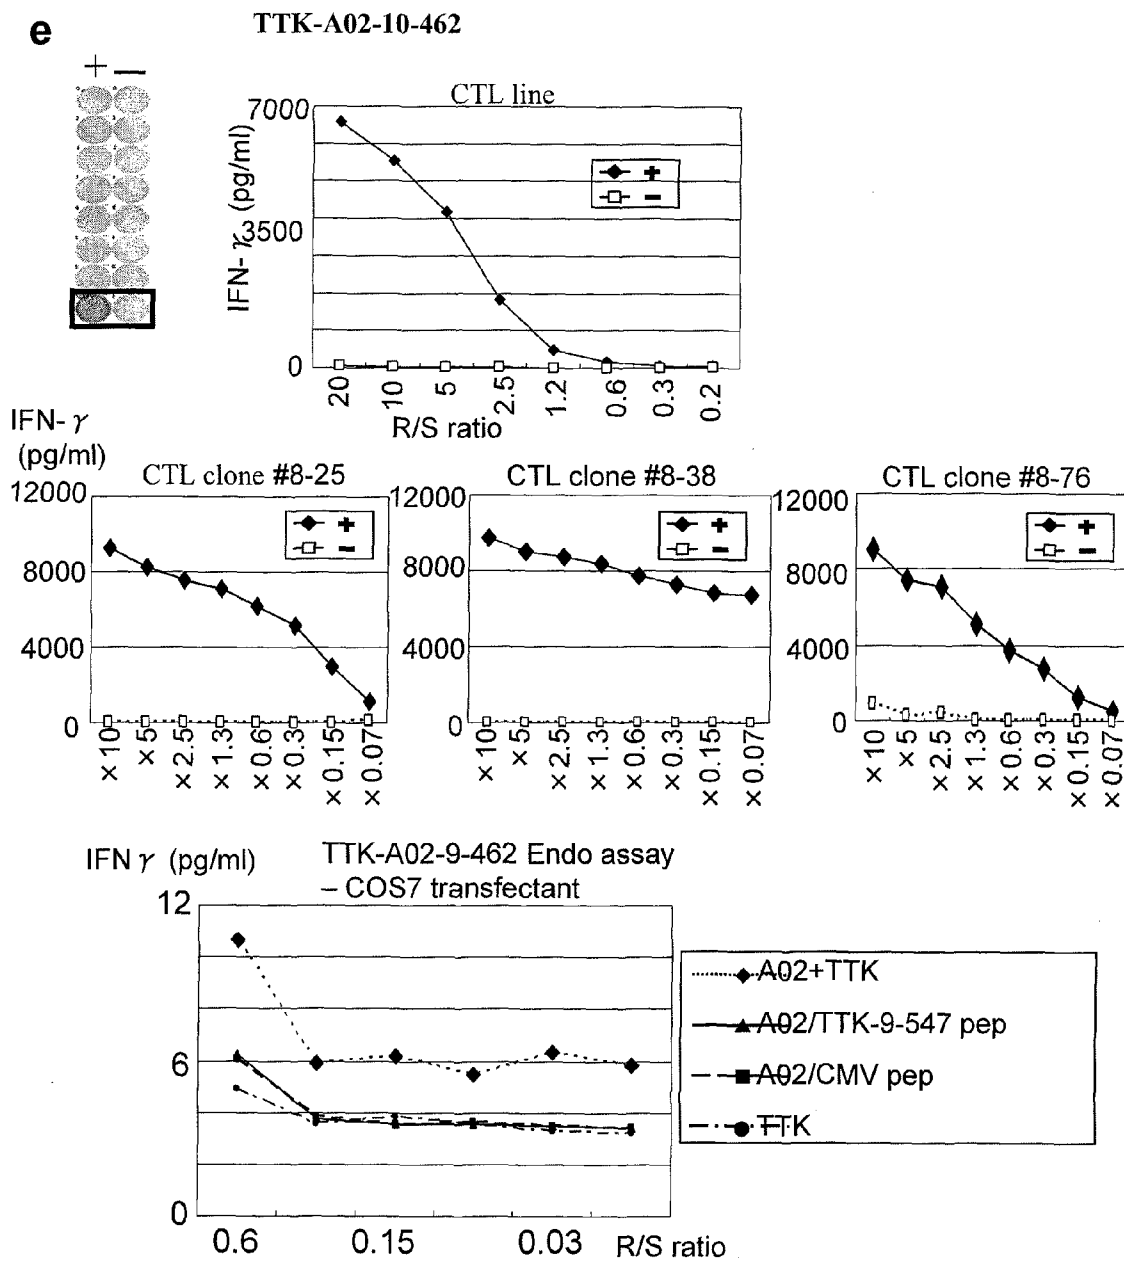 e
TTK-A02-10-462
+ −
CTL line
IFN-γ (pg/ml)
7000
3500
0
+
−
20 10 5 2.5 1.2 0.6 0.3 0.2
R/S ratio
IFN-γ
(pg/ml)
CTL clone #8-25
12000
8000
4000
0
+
−
×10 ×5 ×2.5 ×1.3 ×0.6 ×0.3 ×0.15 ×0.07
CTL clone #8-38
12000
8000
4000
0
+
−
×10 ×5 ×2.5 ×1.3 ×0.6 ×0.3 ×0.15 ×0.07
CTL clone #8-76
12000
8000
4000
0
+
−
×10 ×5 ×2.5 ×1.3 ×0.6 ×0.3 ×0.15 ×0.07
IFN γ (pg/ml)
TTK-A02-9-462 Endo assay
– COS7 transfectant
12
6
0
0.6 0.15 0.03 R/S ratio
A02+TTK
A02/TTK-9-547 pep
A02/CMV pep
TTK